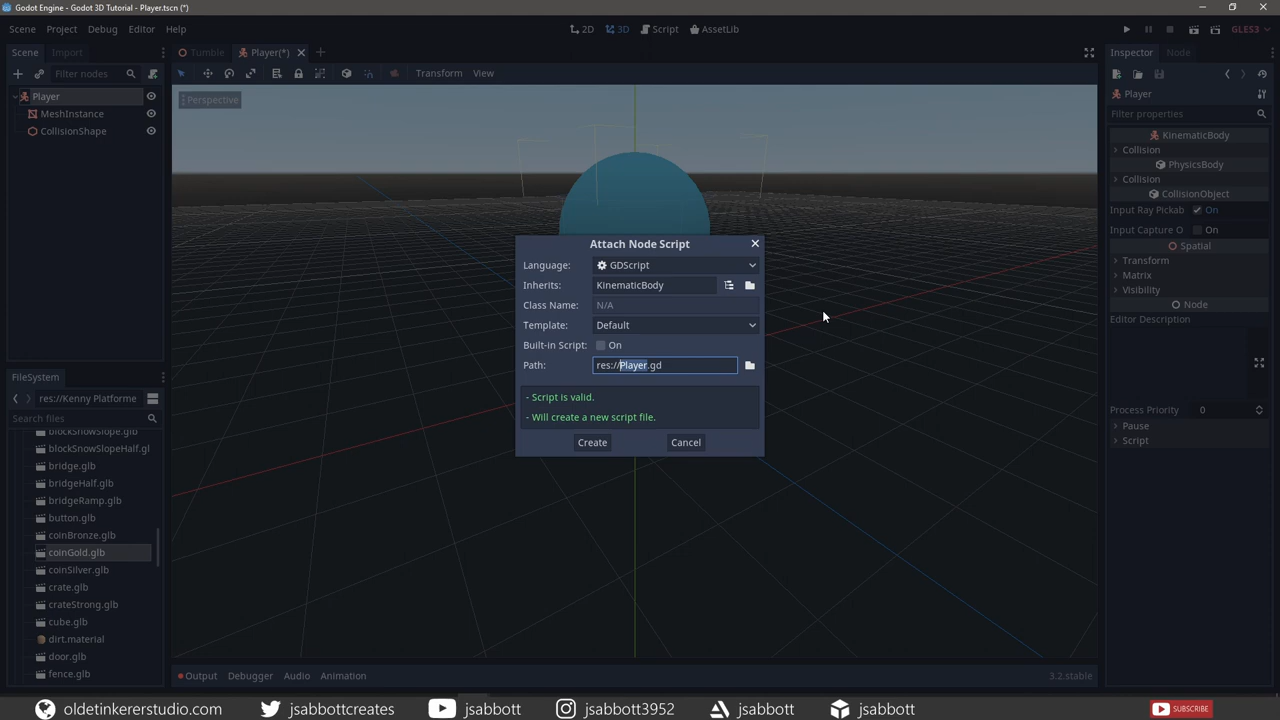 Godot Engine - Godot 3D Tutorial - Player.tscn (*)
Scene Project Debug Editor Help
2D 3D Script AssetLib
GLES3
Scene Import
Tumble Player(*)
Inspector Node
Filter nodes
Transform View
Player
MeshInstance
CollisionShape
Perspective
Player
Filter properties
KinematicBody
Collision
PhysicsBody
Collision
CollisionObject
Input Ray Pickab On
Input Capture O On
Spatial
Transform
Matrix
Visibility
Node
Editor Description
Process Priority 0
Pause
Script
Attach Node Script
Language: GDScript
Inherits: KinematicBody
Class Name: N/A
Template: Default
Built-in Script: On
Path: res://Player.gd
- Script is valid.
- Will create a new script file.
Create Cancel
FileSystem
res://Kenny Platforme
Search files
blockSnowSlope.glb
blockSnowSlopeHalf.gl
bridge.glb
bridgeHalf.glb
bridgeRamp.glb
button.glb
coinBronze.glb
coinGold.glb
coinSilver.glb
crate.glb
crateStrong.glb
cube.glb
dirt.material
door.glb
fence.glb
Output Debugger Audio Animation
3.2.stable
oldetinkererstudio.com jsabbottcreates jsabbott jsabbott3952 jsabbott jsabbott SUBSCRIBE